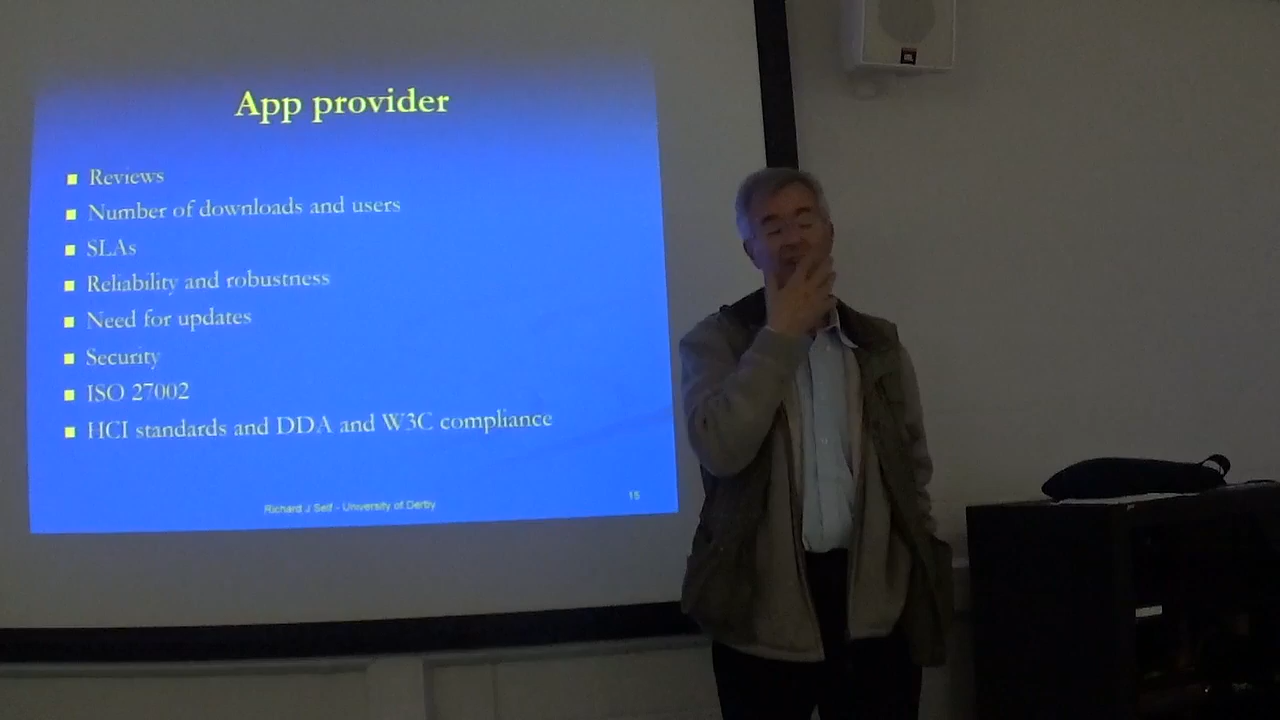 App provider
Reviews
Number of downloads and users
SLAs
Reliability and robustness
Need for updates
Security
ISO 27002
HCI standards and DDA and W3C compliance
Richard J Self - University of Derby
15
JBL